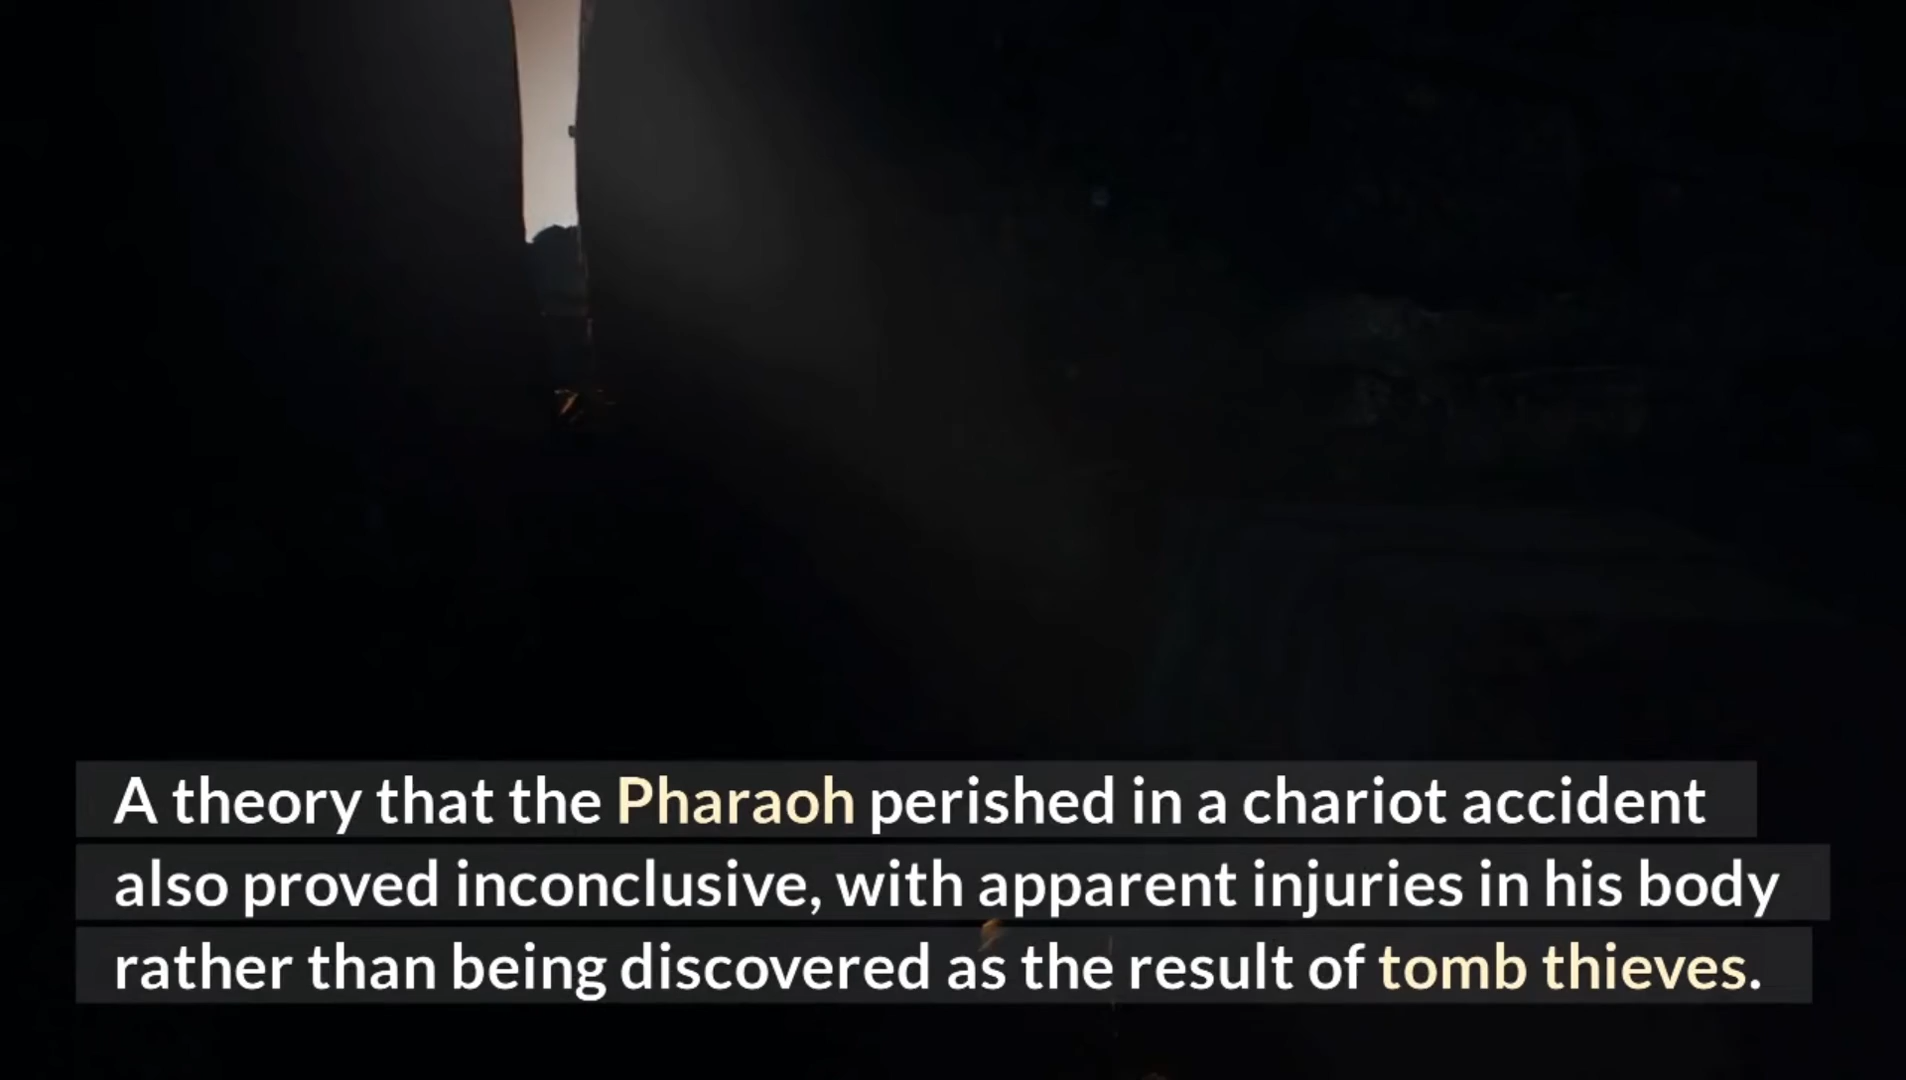 A theory that the Pharaoh perished in a chariot accident
also proved inconclusive, with apparent injuries in his body
rather than being discovered as the result of tomb thieves.